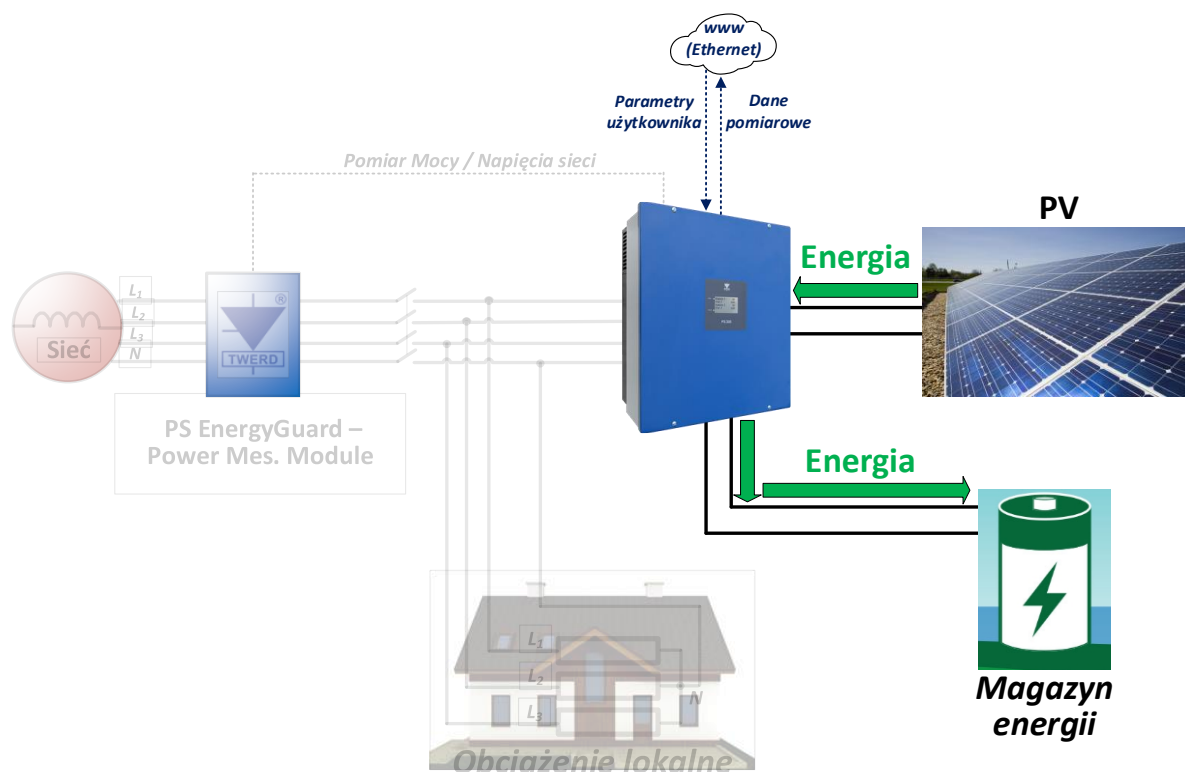 www
(Ethernet)
Parametry
użytkownika
Dane
pomiarowe
Pomiar Mocy / Napięcia sieci
PV
Energia
L1
L2
L3
N
Sieć
®
TWERD
PS EnergyGuard –
Power Mes. Module
Energia
L1
L2
L3
N
Magazyn
energii
Obciążenie lokalne